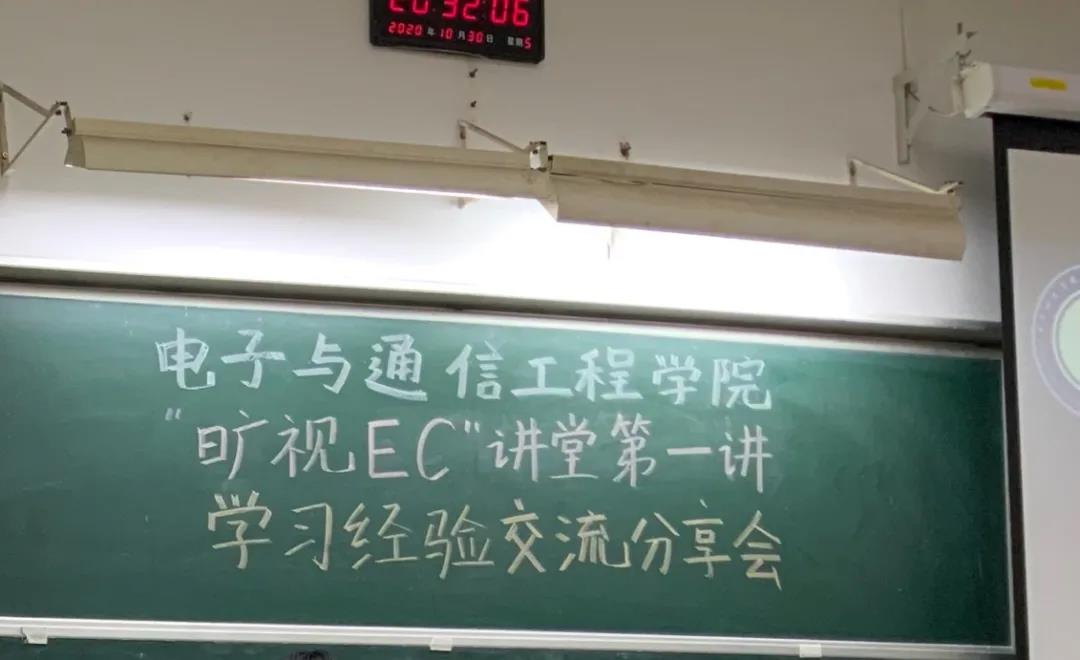 20:32:06
2020年10月30日 星期5
电子与通信工程学院
"旷视EC"讲堂第一讲
学习经验交流分享会